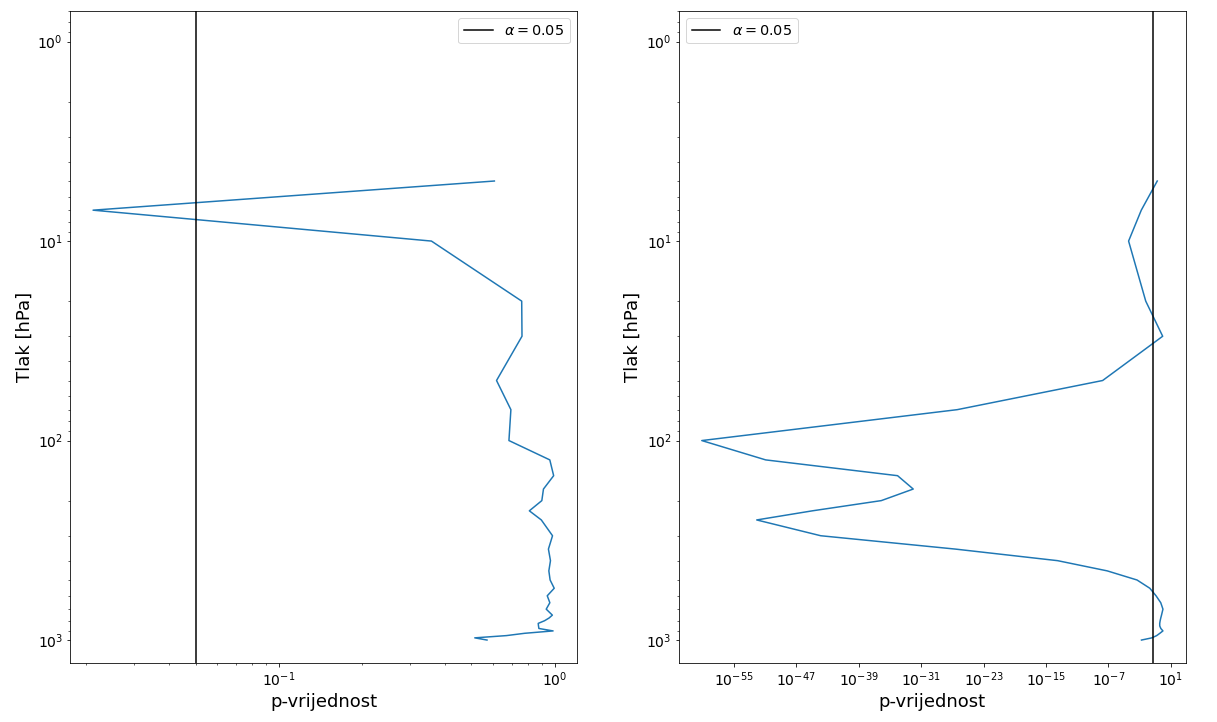 α = 0.05
10⁰
10¹
10²
10³
Tlak [hPa]
10⁻¹ 10⁰
p-vrijednost
α = 0.05
10⁰
10¹
10²
10³
Tlak [hPa]
10⁻⁵⁵ 10⁻⁴⁷ 10⁻³⁹ 10⁻³¹ 10⁻²³ 10⁻¹⁵ 10⁻⁷ 10¹
p-vrijednost